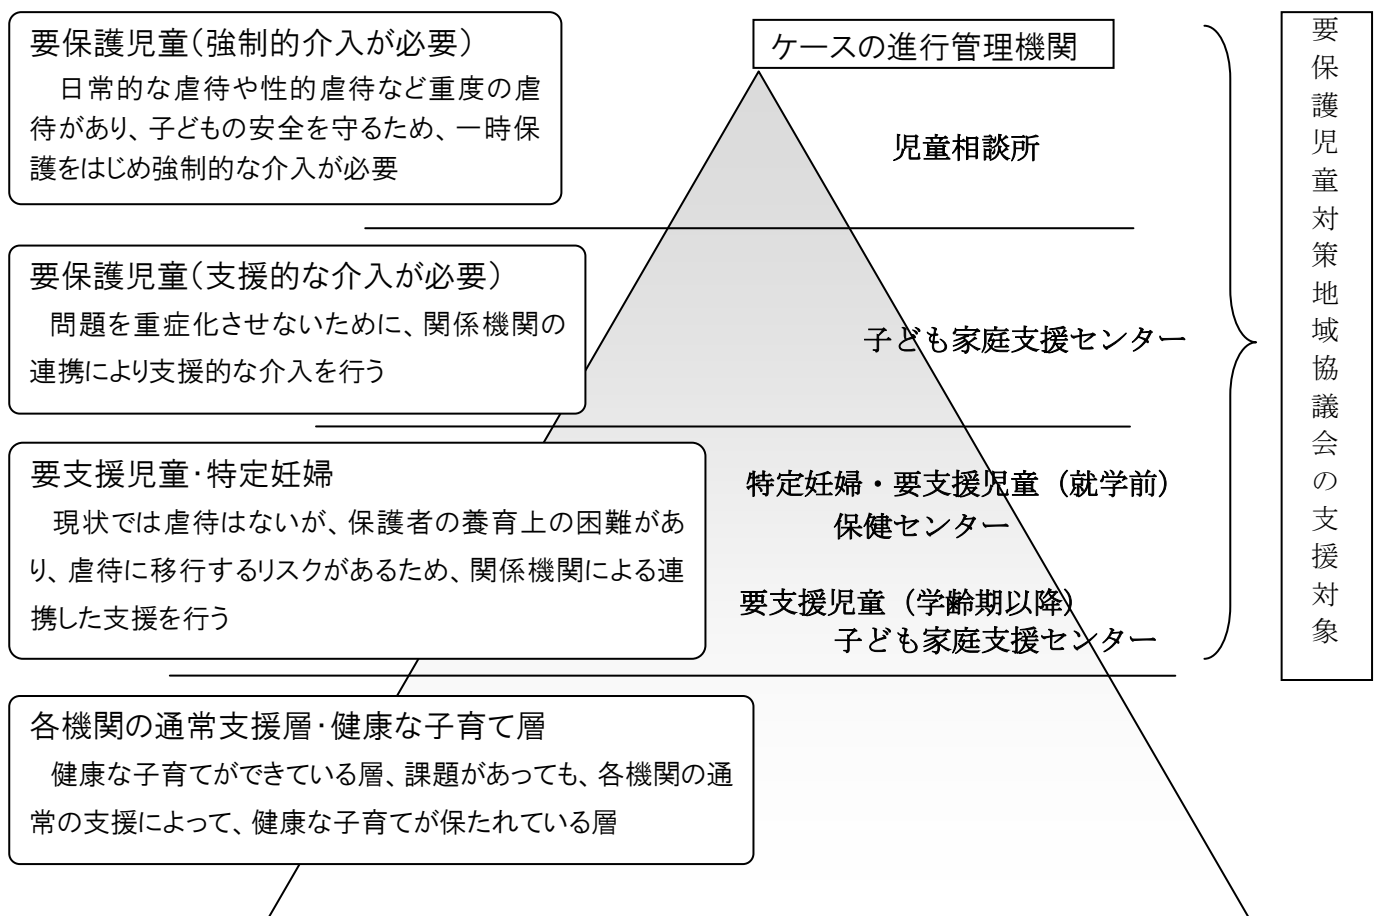 要保護児童（強制的介入が必要）
日常的な虐待や性的虐待など重度の虐
待があり、子どもの安全を守るため、一時保
護をはじめ強制的な介入が必要
ケースの進行管理機関
児童相談所
要保護児童（支援的な介入が必要）
問題を重症化させないために、関係機関の
連携により支援的な介入を行う
子ども家庭支援センター
要支援児童・特定妊婦
現状では虐待はないが、保護者の養育上の困難があ
り、虐待に移行するリスクがあるため、関係機関による連
携した支援を行う
特定妊婦・要支援児童（就学前）
保健センター
要支援児童（学齢期以降）
子ども家庭支援センター
各機関の通常支援層・健康な子育て層
健康な子育てができている層、課題があっても、各機関の通
常の支援によって、健康な子育てが保たれている層
要保護児童対策地域協議会の支援対象